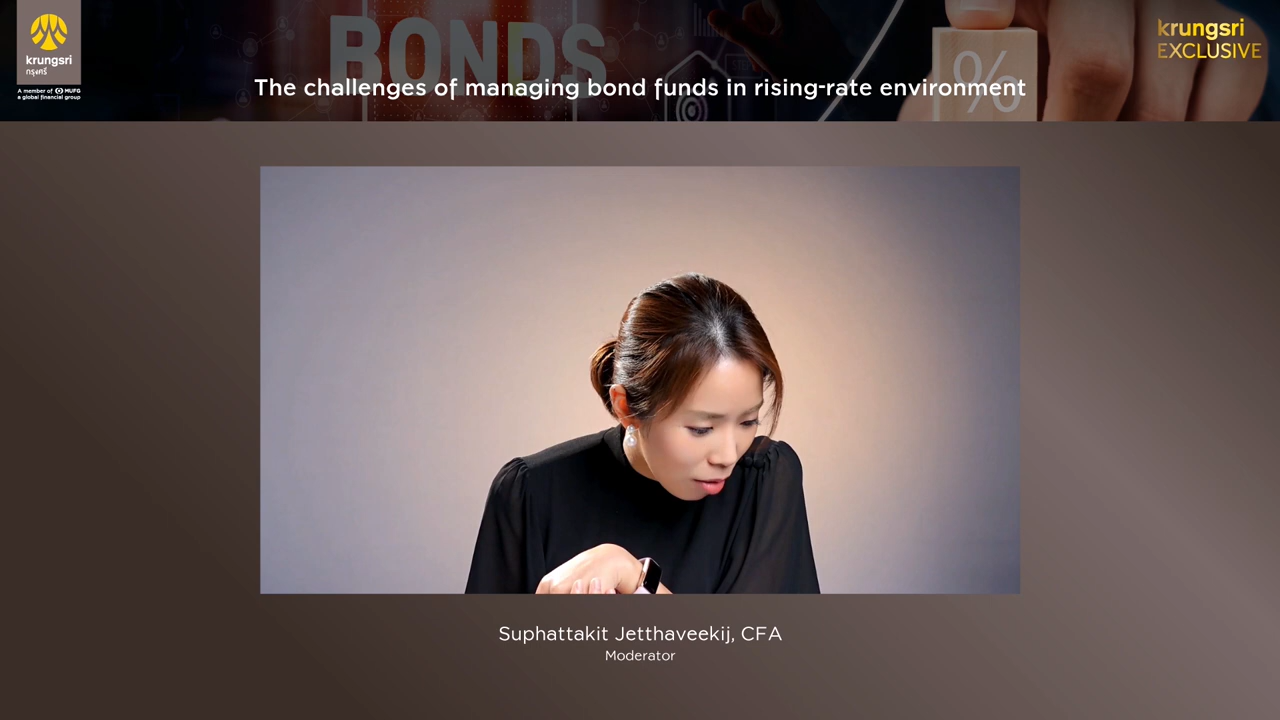 krungsri
กรุงศรี
A member of MUFG
a global financial group
BONDS
%
The challenges of managing bond funds in rising-rate environment
krungsri
EXCLUSIVE
Suphattakit Jetthaveekij, CFA
Moderator